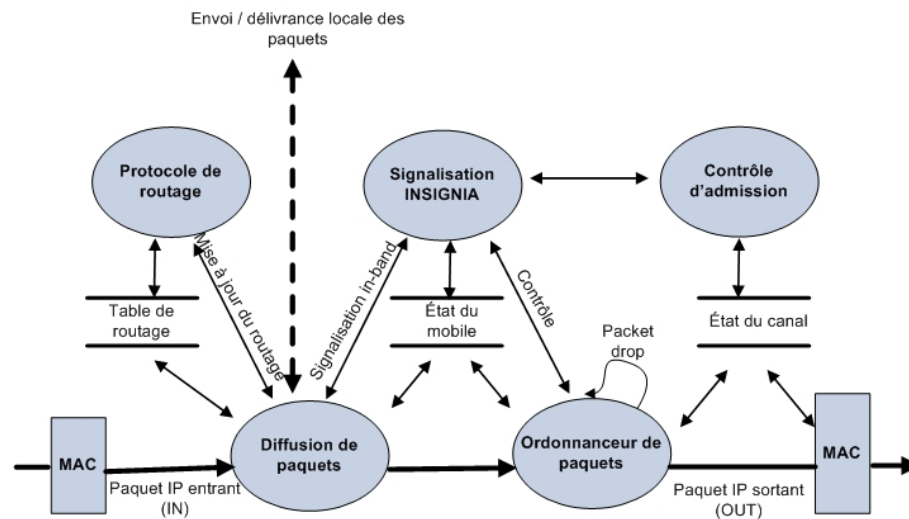 Envoi / délivrance locale des
paquets
Protocole de
routage
Signalisation
INSIGNIA
Contrôle
d'admission
Mise à jour du routage
Signalisation in-band
Contrôle
Table de
routage
État du
mobile
État du canal
Packet
drop
MAC
Diffusion de
paquets
Ordonnanceur de
paquets
MAC
Paquet IP entrant
(IN)
Paquet IP sortant
(OUT)